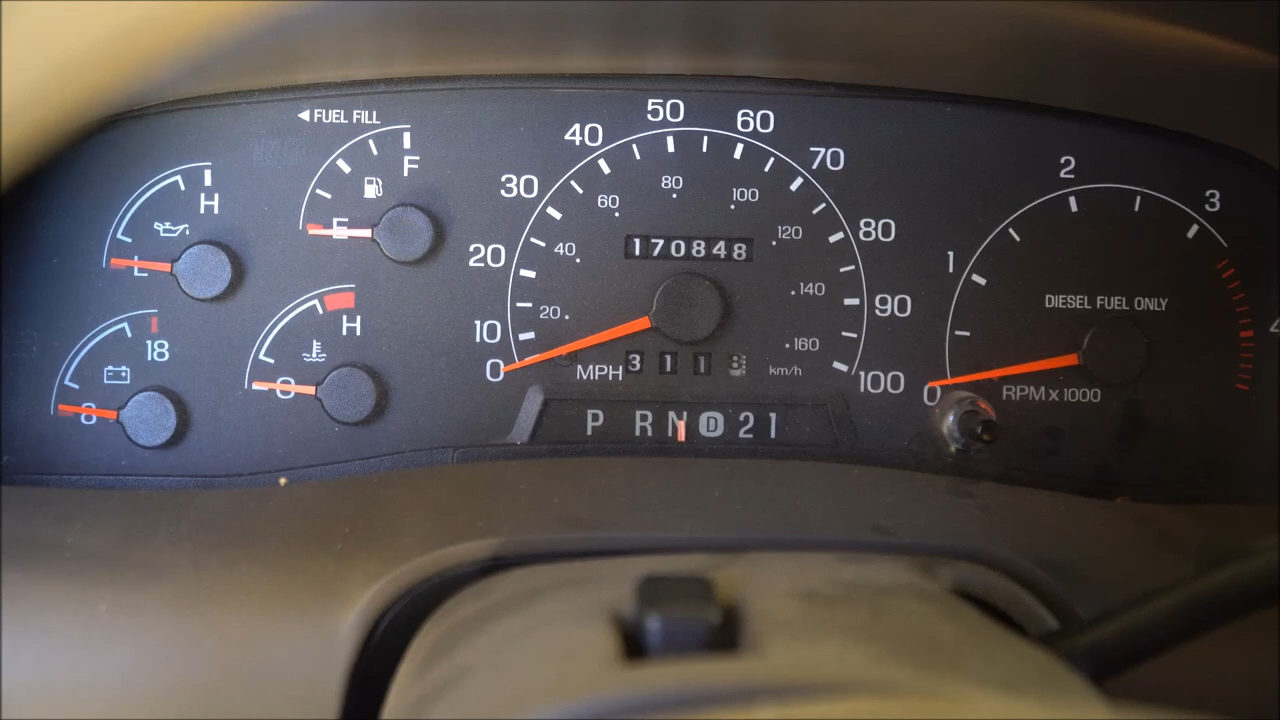 ◀ FUEL FILL
F
E
H
L
18
8
H
C
0 10 20 30 40 50 60 70 80 90 100
20 40 60 80 100 120 140 160
170848
MPH 3118 km/h
P R N D 2 1
0 1 2 3
DIESEL FUEL ONLY
RPM x 1000